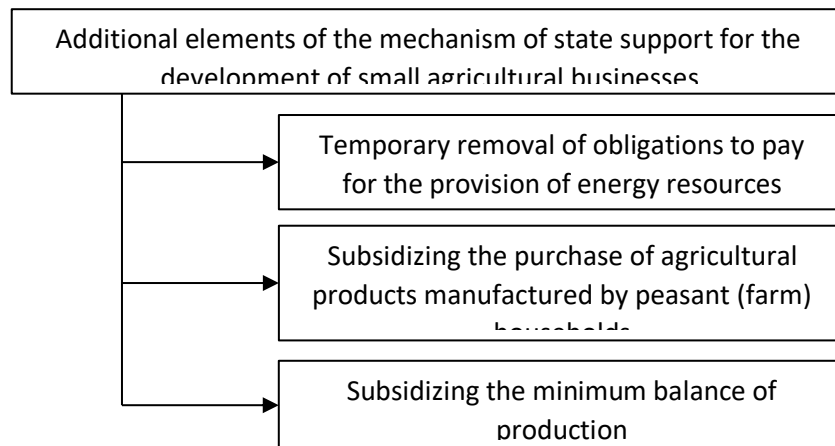 Additional elements of the mechanism of state support for the
development of small agricultural businesses
Temporary removal of obligations to pay
for the provision of energy resources
Subsidizing the purchase of agricultural
products manufactured by peasant (farm)
households
Subsidizing the minimum balance of
production